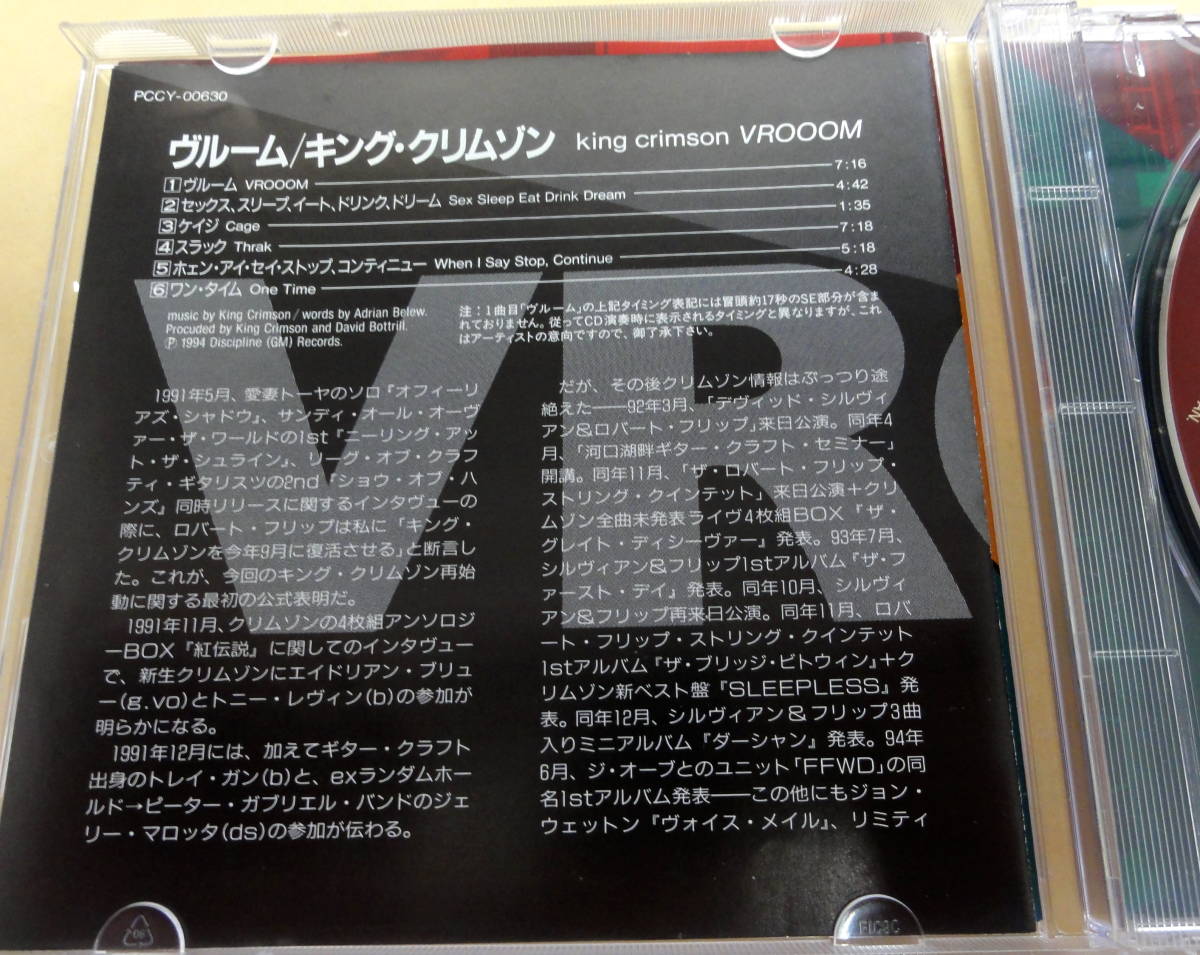 PCCY-00630
ヴルーム/キング・クリムゾン king crimson VROOOM
1 ヴルーム VROOOM 7:16
2 セックス、スリープ、イート、ドリンク、ドリーム Sex Sleep Eat Drink Dream 4:42
3 ケイジ Cage 1:35
4 スラック Thrak 7:18
5 ホェン・アイ・セイ・ストップ、コンティニュー When I Say Stop, Continue 5:18
6 ワン・タイム One Time 4:28
music by King Crimson / words by Adrian Belew.
Procuded by King Crimson and David Bottrill.
Ⓟ 1994 Discipline (GM) Records.
注：1曲目「ヴルーム」の上記タイミング表記には冒頭約17秒のSE部分が含ま
れておりません。従ってCD演奏時に表示されるタイミングと異なりますが、これ
はアーティストの意向ですので、御了承下さい。
VR
1991年5月、愛妻トーヤのソロ『オフィーリ
アズ・シャドウ』、サンディ・オール・オーヴ
ァー・ザ・ワールドの1st『ニーリング・アッ
ト・ザ・シュライン』、リーグ・オブ・クラフ
ティ・ギタリスツの2nd『ショウ・オブ・ハ
ンズ』同時リリースに関するインタヴューの
際に、ロバート・フリップは私に「キング・
クリムゾンを今年9月に復活させる」と断言し
た。これが、今回のキング・クリムゾン再始
動に関する最初の公式表明だ。
1991年11月、クリムゾンの4枚組アンソロジ
ーBOX『紅伝説』に関してのインタヴュー
で、新生クリムゾンにエイドリアン・ブリュ
ー(g.vo)とトニー・レヴィン(b)の参加が
明らかになる。
1991年12月には、加えてギター・クラフト
出身のトレイ・ガン(b)と、exランダムホー
ルド→ピーター・ガブリエル・バンドのジェ
リー・マロッタ(ds)の参加が伝わる。
だが、その後クリムゾン情報はぷっつり途
絶えた——92年3月、「デヴィッド・シルヴィ
アン&ロバート・フリップ」来日公演。同年4
月、「河口湖畔ギター・クラフト・セミナー」
開講。同年11月、「ザ・ロバート・フリップ・
ストリング・クインテット」来日公演＋クリ
ムゾン全曲未発表ライヴ4枚組BOX『ザ・
グレイト・ディシーヴァー』発表。93年7月、
シルヴィアン&フリップ1stアルバム『ザ・フ
ァースト・デイ』発表。同年10月、シルヴィ
アン&フリップ再来日公演。同年11月、ロバ
ート・フリップ・ストリング・クインテット
1stアルバム『ザ・ブリッジ・ビトウィン』＋ク
リムゾン新ベスト盤『SLEEPLESS』発
表。同年12月、シルヴィアン＆フリップ3曲
入りミニアルバム『ダーシャン』発表。94年
6月、ジ・オーブとのユニット「FFWD」の同
名1stアルバム発表——この他にもジョン・
ウェットン『ヴォイス・メイル』、リミティ